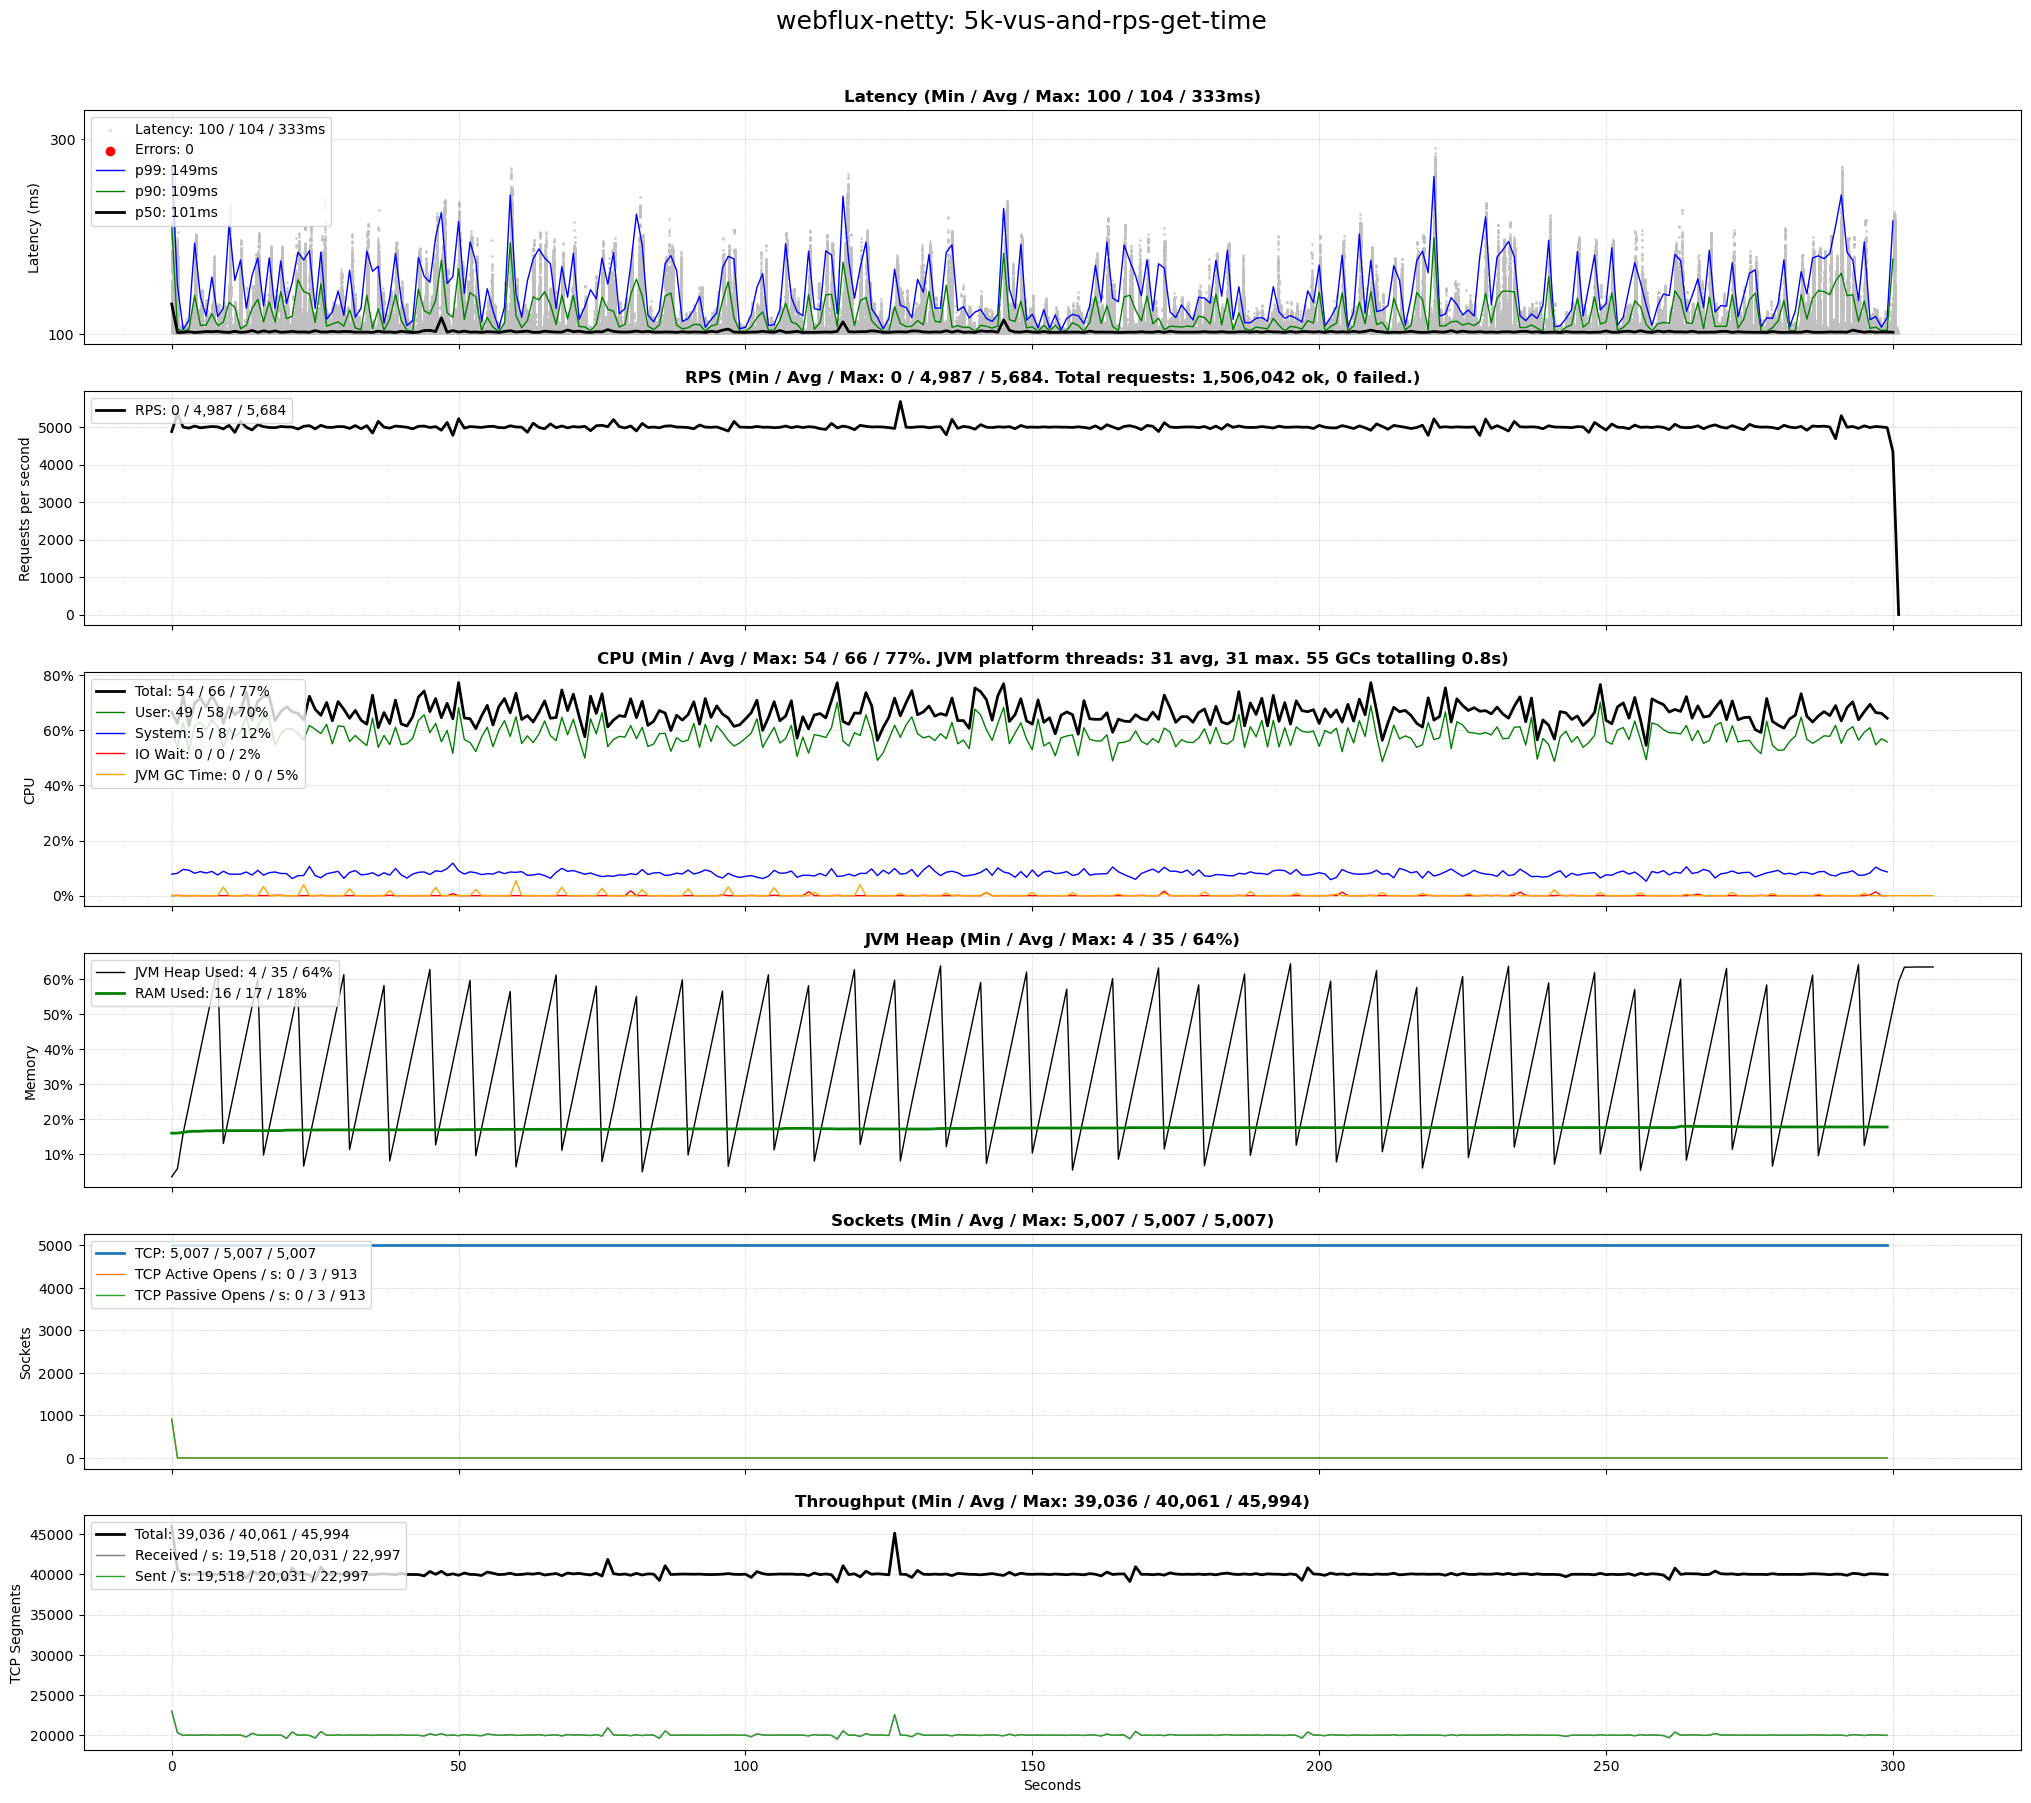 webflux-netty: 5k-vus-and-rps-get-time
Latency (Min / Avg / Max: 100 / 104 / 333ms)
Latency (ms)
300
100
Latency: 100 / 104 / 333ms
Errors: 0
p99: 149ms
p90: 109ms
p50: 101ms
RPS (Min / Avg / Max: 0 / 4,987 / 5,684. Total requests: 1,506,042 ok, 0 failed.)
Requests per second
5000
4000
3000
2000
1000
0
RPS: 0 / 4,987 / 5,684
CPU (Min / Avg / Max: 54 / 66 / 77%. JVM platform threads: 31 avg, 31 max. 55 GCs totalling 0.8s)
CPU
80%
60%
40%
20%
0%
Total: 54 / 66 / 77%
User: 49 / 58 / 70%
System: 5 / 8 / 12%
IO Wait: 0 / 0 / 2%
JVM GC Time: 0 / 0 / 5%
JVM Heap (Min / Avg / Max: 4 / 35 / 64%)
Memory
60%
50%
40%
30%
20%
10%
JVM Heap Used: 4 / 35 / 64%
RAM Used: 16 / 17 / 18%
Sockets (Min / Avg / Max: 5,007 / 5,007 / 5,007)
Sockets
5000
4000
3000
2000
1000
0
TCP: 5,007 / 5,007 / 5,007
TCP Active Opens / s: 0 / 3 / 913
TCP Passive Opens / s: 0 / 3 / 913
Throughput (Min / Avg / Max: 39,036 / 40,061 / 45,994)
TCP Segments
45000
40000
35000
30000
25000
20000
Total: 39,036 / 40,061 / 45,994
Received / s: 19,518 / 20,031 / 22,997
Sent / s: 19,518 / 20,031 / 22,997
0 50 100 150 200 250 300
Seconds